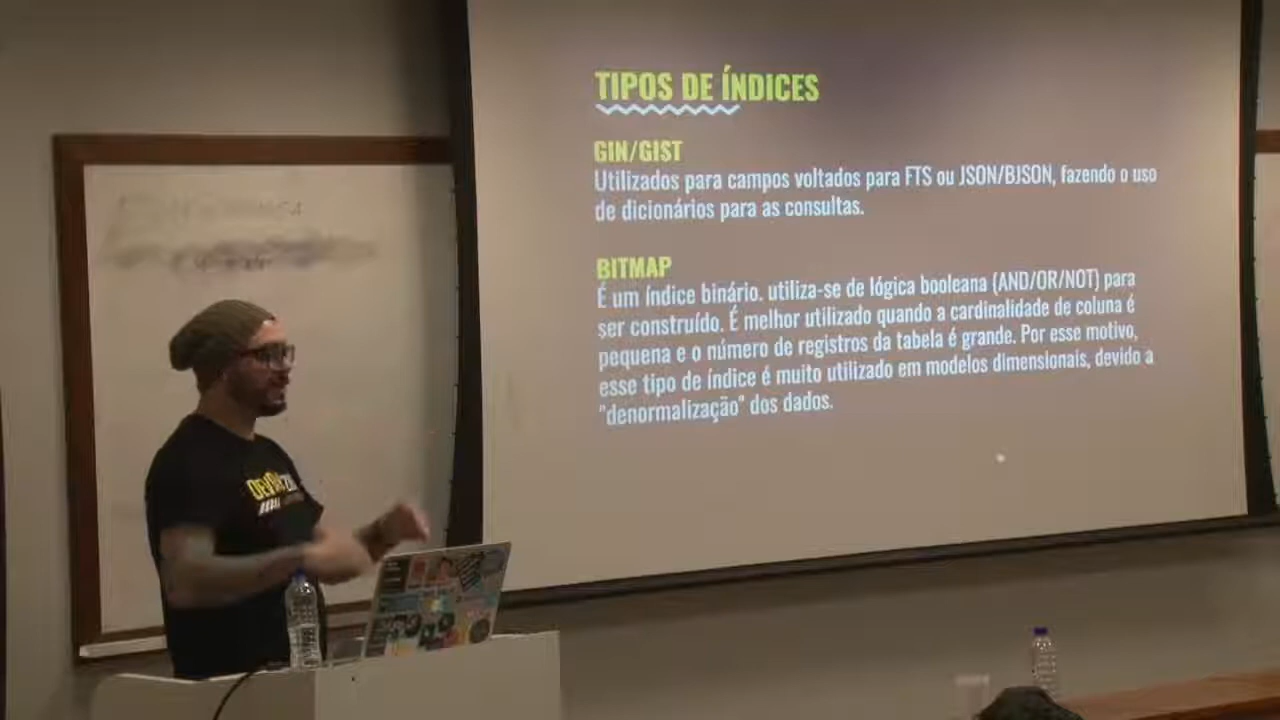 TIPOS DE ÍNDICES
GIN/GIST
Utilizados para campos voltados para FTS ou JSON/BJSON, fazendo o uso
de dicionários para as consultas.
BITMAP
É um índice binário. utiliza-se de lógica booleana (AND/OR/NOT) para
ser construído. É melhor utilizado quando a cardinalidade de coluna é
pequena e o número de registros da tabela é grande. Por esse motivo,
esse tipo de índice é muito utilizado em modelos dimensionais, devido a
"denormalização" dos dados.